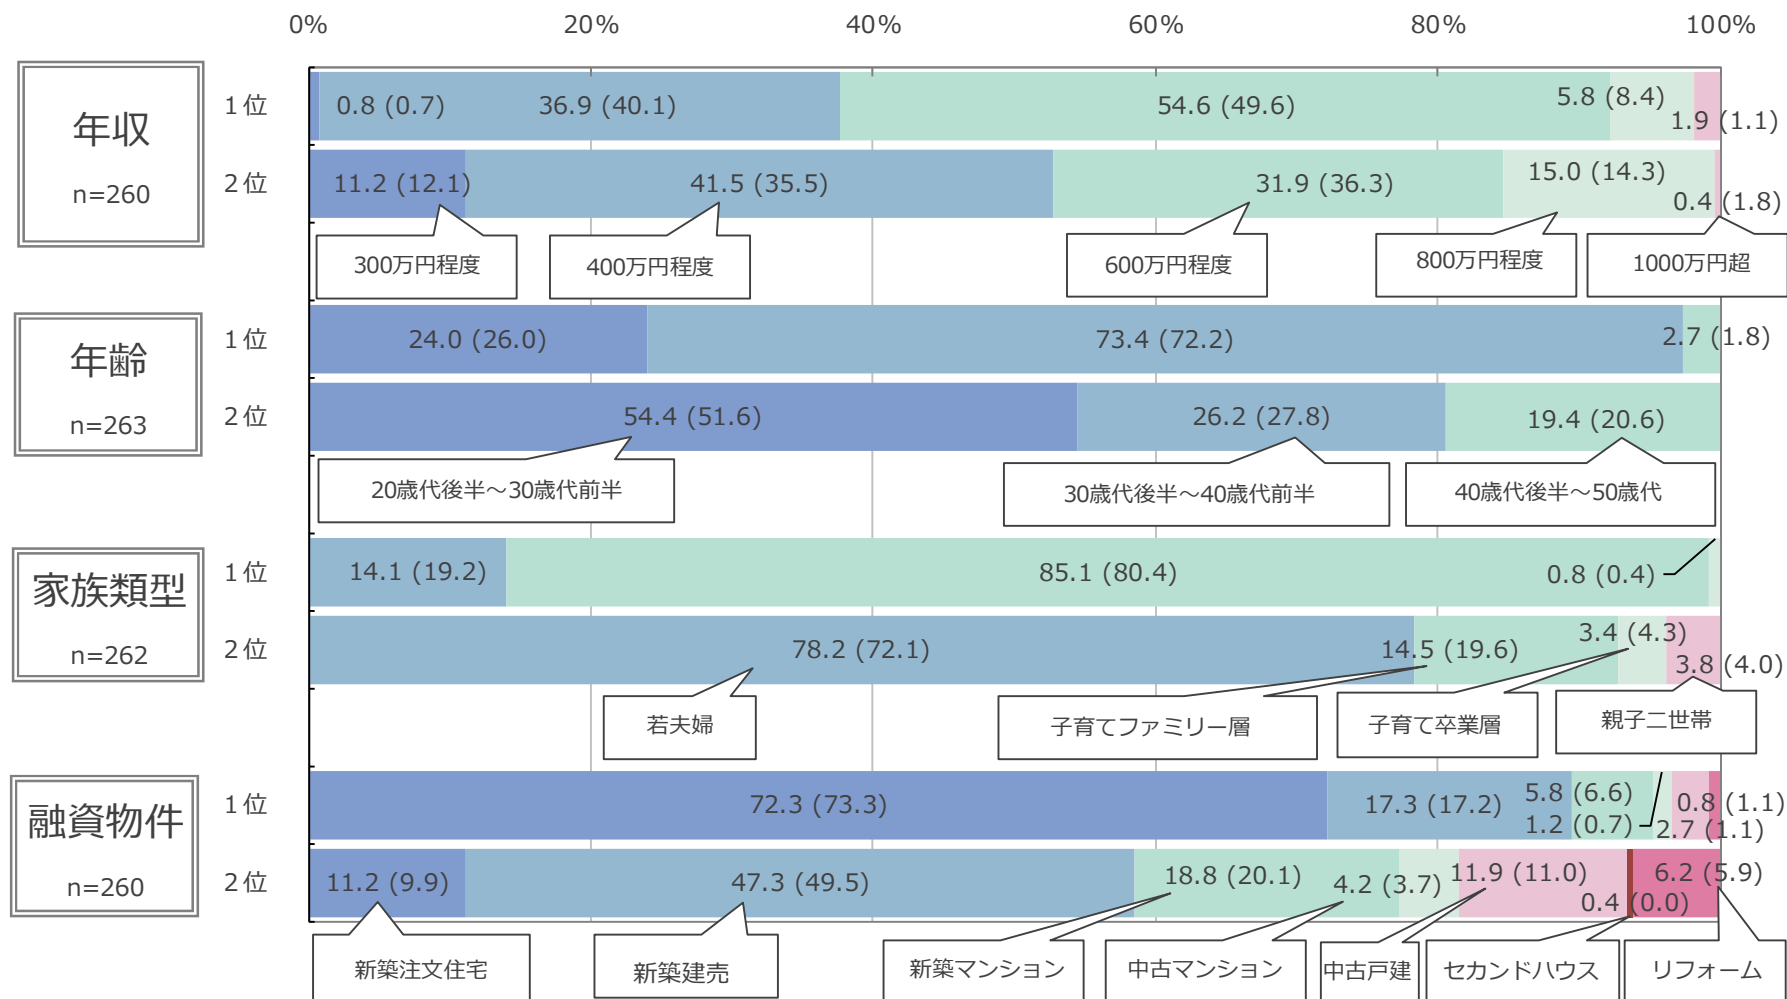 0% 20% 40% 60% 80% 100%
年収
n=260
1位
0.8 (0.7) 36.9 (40.1) 54.6 (49.6) 5.8 (8.4) 1.9 (1.1)
2位
11.2 (12.1) 41.5 (35.5) 31.9 (36.3) 15.0 (14.3) 0.4 (1.8)
300万円程度 400万円程度 600万円程度 800万円程度 1000万円超
年齢
n=263
1位
24.0 (26.0) 73.4 (72.2) 2.7 (1.8)
2位
54.4 (51.6) 26.2 (27.8) 19.4 (20.6)
20歳代後半～30歳代前半 30歳代後半～40歳代前半 40歳代後半～50歳代
家族類型
n=262
1位
14.1 (19.2) 85.1 (80.4) 0.8 (0.4)
2位
78.2 (72.1) 14.5 (19.6) 3.4 (4.3) 3.8 (4.0)
若夫婦 子育てファミリー層 子育て卒業層 親子二世帯
融資物件
n=260
1位
72.3 (73.3) 17.3 (17.2) 5.8 (6.6) 1.2 (0.7) 2.7 (1.1) 0.8 (1.1)
2位
11.2 (9.9) 47.3 (49.5) 18.8 (20.1) 4.2 (3.7) 11.9 (11.0) 0.4 (0.0) 6.2 (5.9)
新築注文住宅 新築建売 新築マンション 中古マンション 中古戸建 セカンドハウス リフォーム